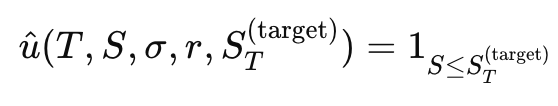 û(T, S, σ, r, S_T^{(target)}) = 1_{S≤S_T^{(target)}}